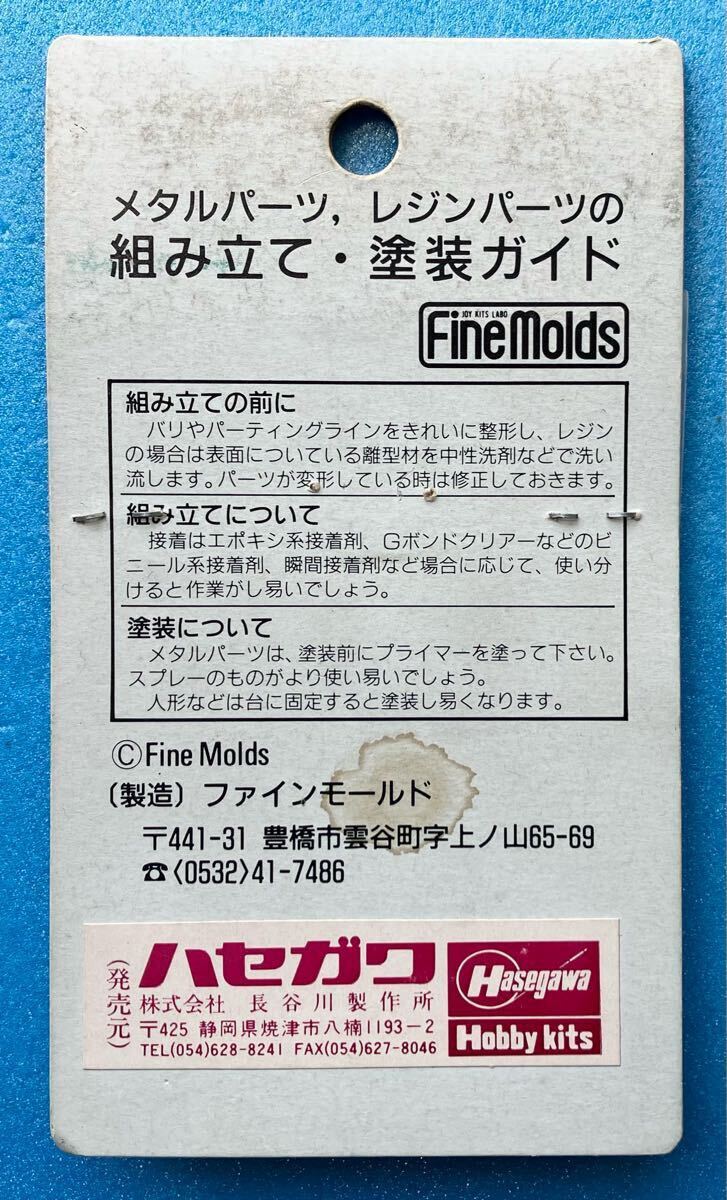 メタルパーツ，レジンパーツの
組み立て・塗装ガイド
JOY KITS LABO
FineMolds
組み立ての前に
バリやパーティングラインをきれいに整形し、レジン
の場合は表面についている離型材を中性洗剤などで洗い
流します。パーツが変形している時は修正しておきます。
組み立てについて
接着はエポキシ系接着剤、Gボンドクリアーなどのビ
ニール系接着剤、瞬間接着剤など場合に応じて、使い分
けると作業がし易いでしょう。
塗装について
メタルパーツは、塗装前にプライマーを塗って下さい。
スプレーのものがより使い易いでしょう。
人形などは台に固定すると塗装し易くなります。
©Fine Molds
〔製造〕ファインモールド
〒441-31 豊橋市雲谷町字上ノ山65-69
☎〈0532〉41-7486
（発売元）
ハセガワ
株式会社 長谷川製作所
〒425 静岡県焼津市八楠1193-2
TEL(054)628-8241 FAX(054)627-8046
Hasegawa
Hobby kits